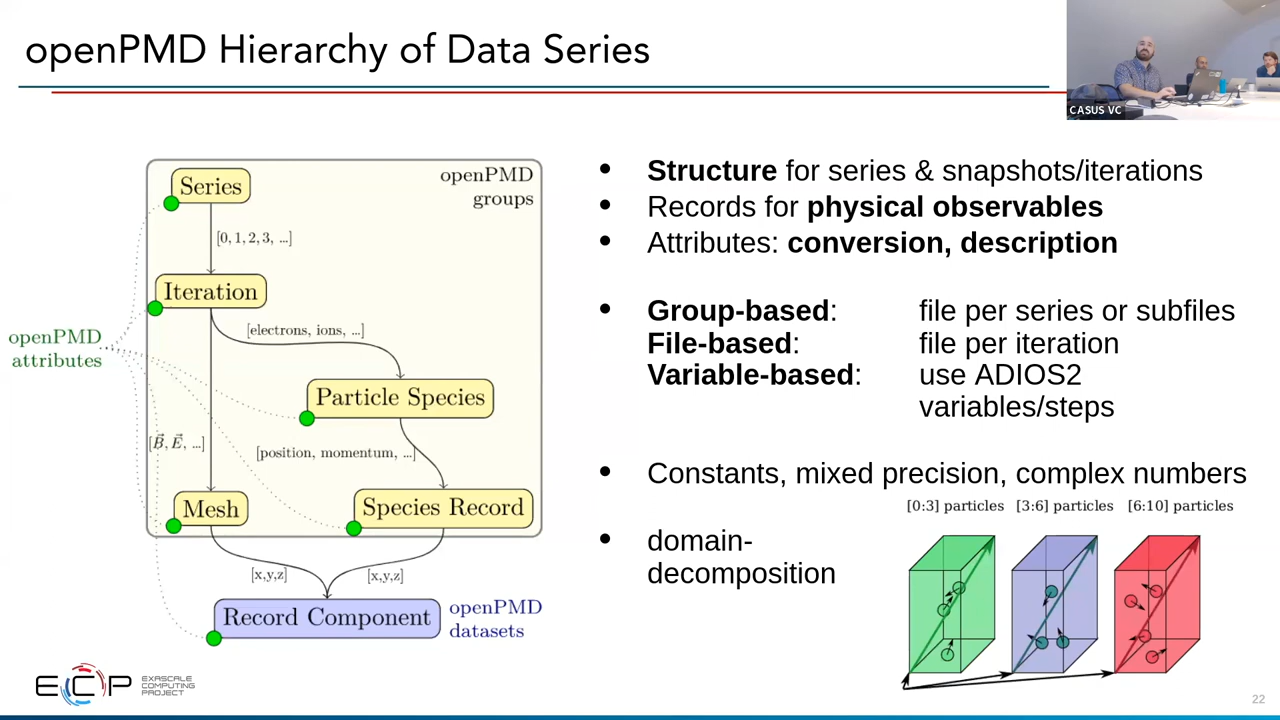 openPMD Hierarchy of Data Series
CASUS VC
openPMD
groups
Series
[0, 1, 2, 3, ...]
Iteration
[electrons, ions, ...]
openPMD
attributes
Particle Species
[B⃗, E⃗, ...]
[position, momentum, ...]
Mesh
Species Record
[x,y,z]
[x,y,z]
Record Component
openPMD
datasets
• Structure for series & snapshots/iterations
• Records for physical observables
• Attributes: conversion, description
• Group-based: file per series or subfiles
File-based: file per iteration
Variable-based: use ADIOS2
variables/steps
• Constants, mixed precision, complex numbers
[0:3] particles [3:6] particles [6:10] particles
• domain-
decomposition
ECP
EXASCALE
COMPUTING
PROJECT
22